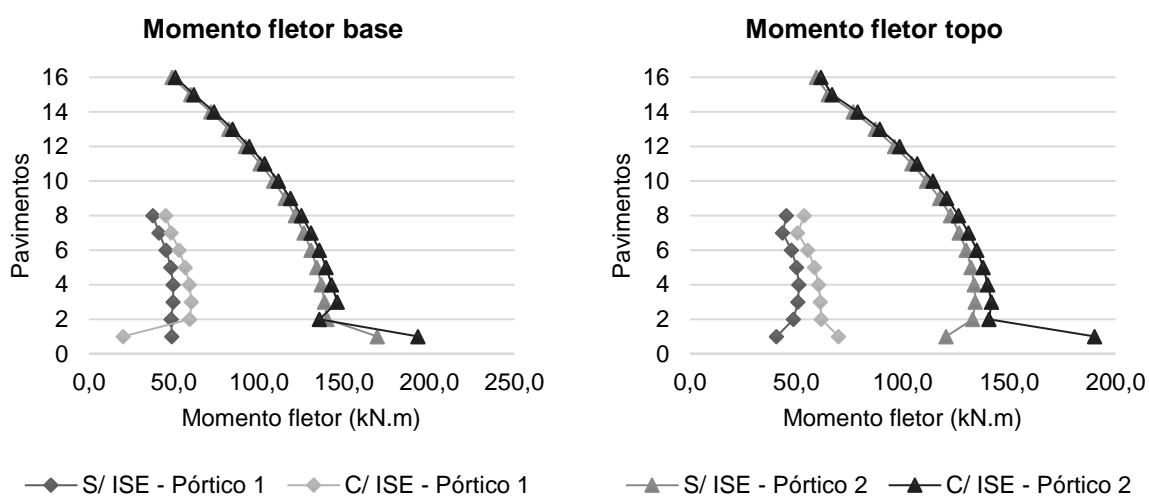 Momento fletor base
Pavimentos
16
14
12
10
8
6
4
2
0
0,0 50,0 100,0 150,0 200,0 250,0
Momento fletor (kN.m)
Momento fletor topo
Pavimentos
16
14
12
10
8
6
4
2
0
0,0 50,0 100,0 150,0 200,0
Momento fletor (kN.m)
S/ ISE - Pórtico 1 C/ ISE - Pórtico 1 S/ ISE - Pórtico 2 C/ ISE - Pórtico 2